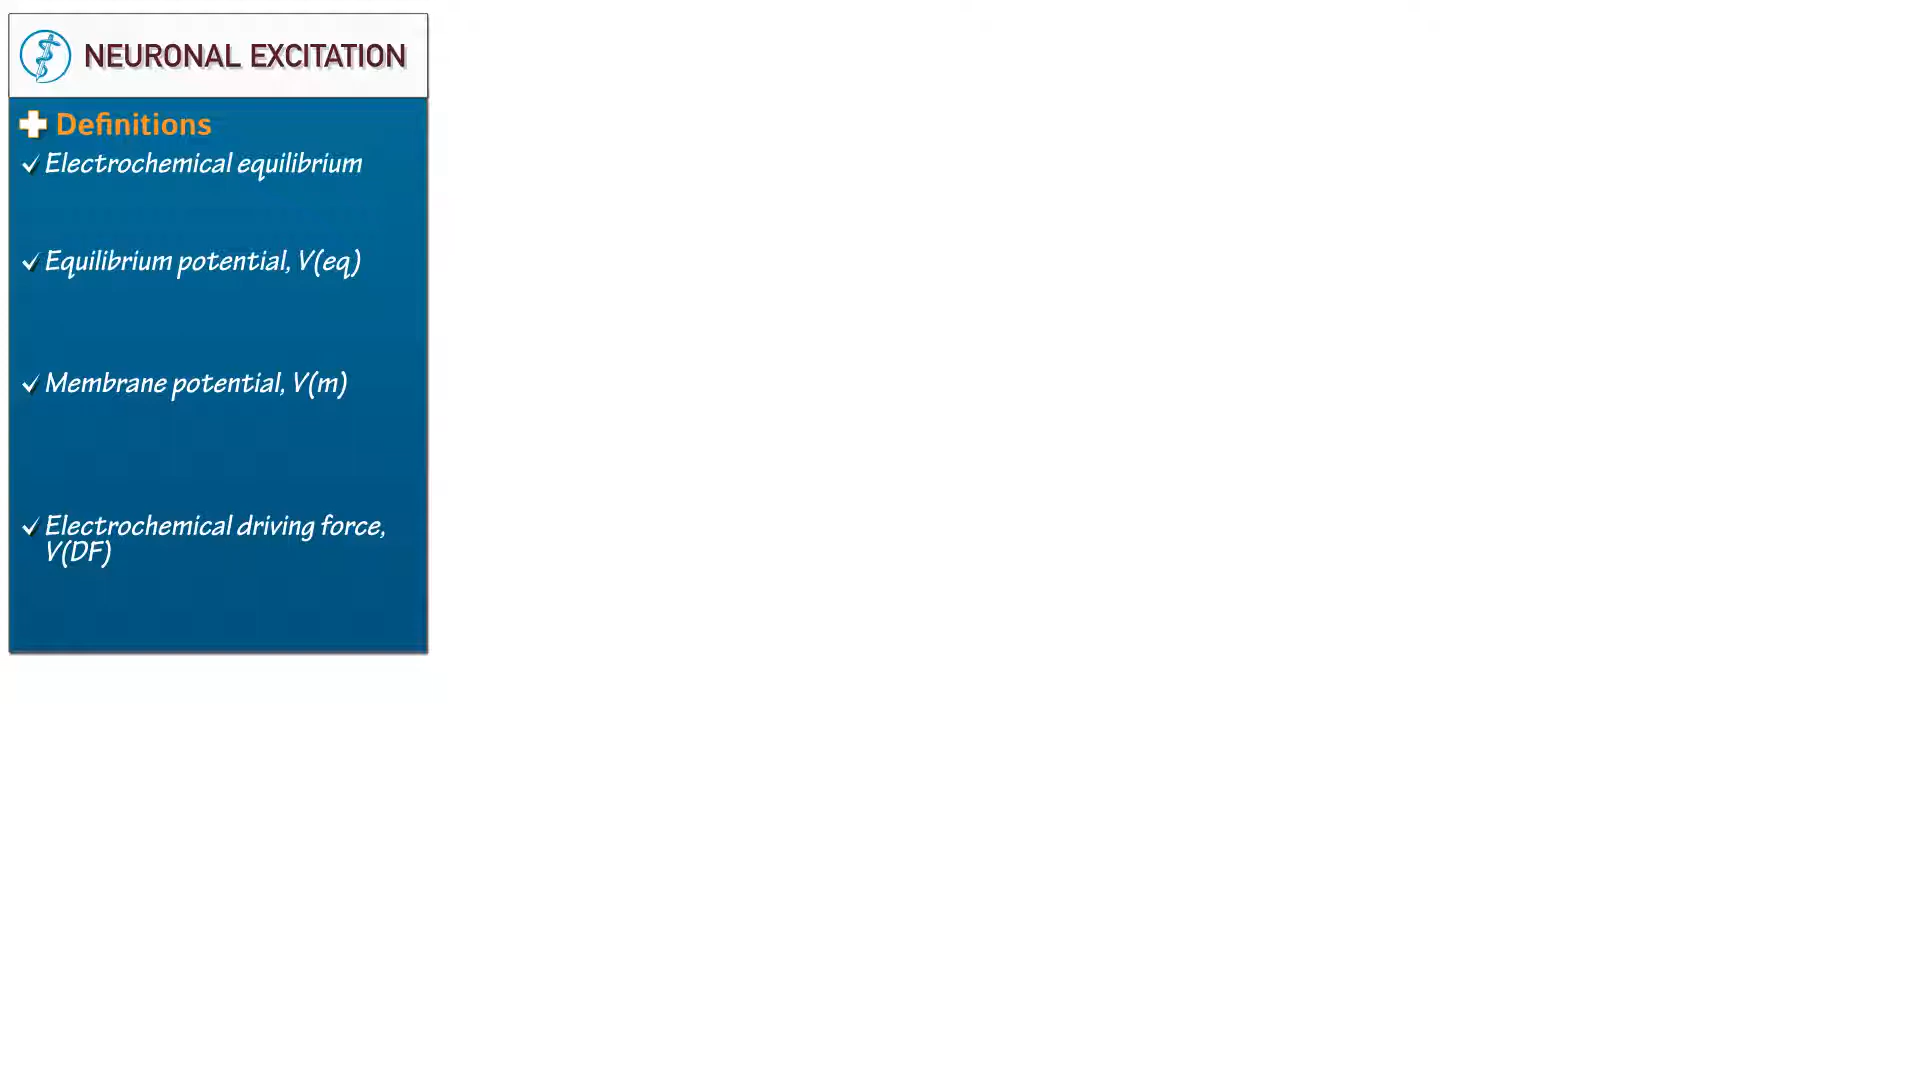 NEURONAL EXCITATION
Definitions
Electrochemical equilibrium
Equilibrium potential, V(eq)
Membrane potential, V(m)
Electrochemical driving force,
V(DF)